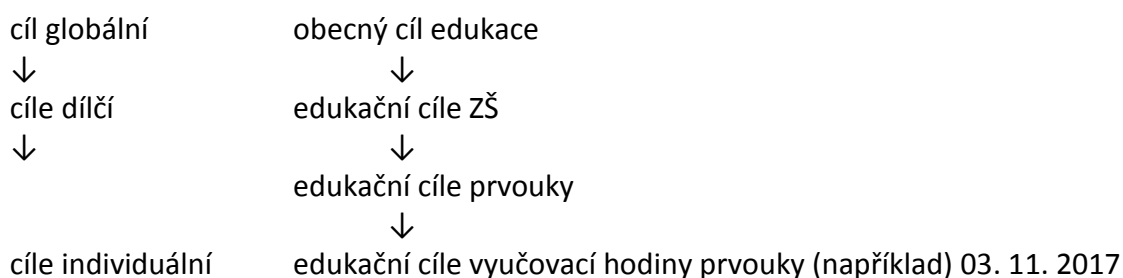 cíl globální obecný cíl edukace
↓ ↓
cíle dílčí edukační cíle ZŠ
↓ ↓
edukační cíle prvouky
↓
cíle individuální edukační cíle vyučovací hodiny prvouky (například) 03. 11. 2017